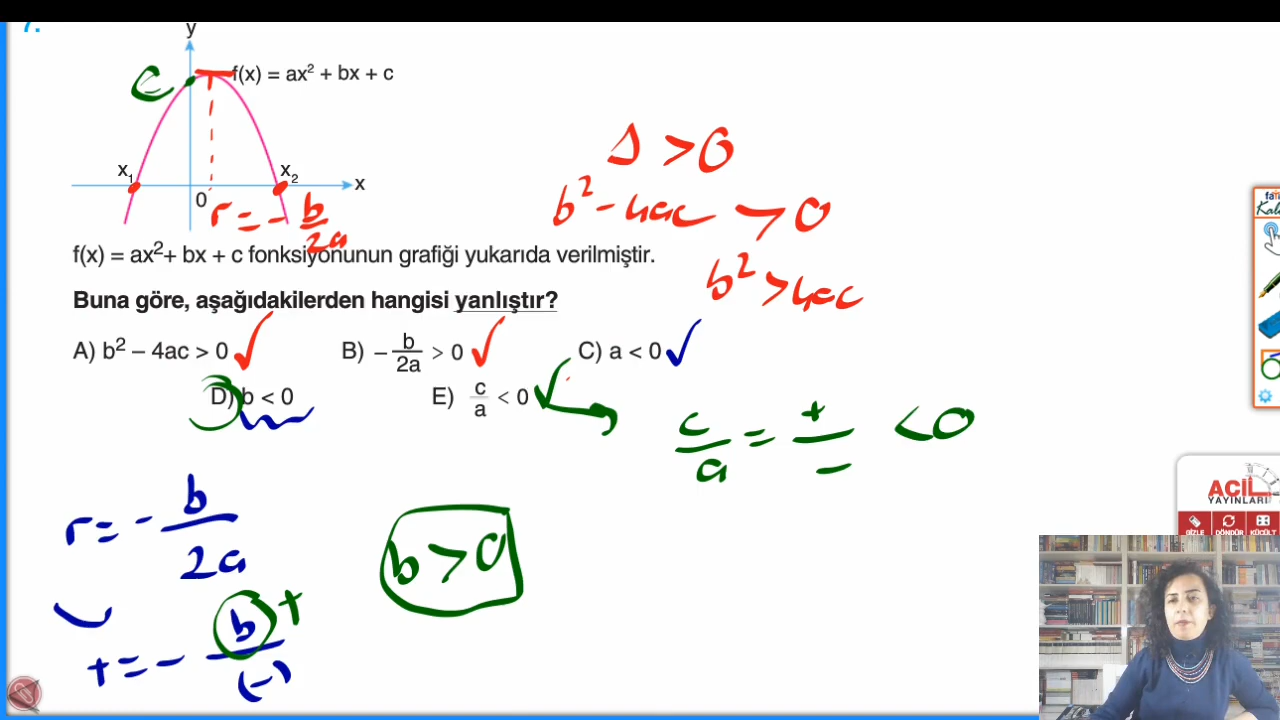 7.
y
c
f(x) = ax² + bx + c
x₁
x₂
x
0
r = - b/2a
f(x) = ax²+ bx + c fonksiyonunun grafiği yukarıda verilmiştir.
Buna göre, aşağıdakilerden hangisi yanlıştır?
A) b² – 4ac > 0
B) – b/2a > 0
C) a < 0
D) b < 0
E) c/a < 0
Δ > 0
b² - 4ac > 0
b² > 4ac
c/a = +/- < 0
r = - b/2a
+ = - b/(-) +
b > 0
ACİL
YAYINLARI
GİZLE
DÖNDÜR
KÜÇÜLT